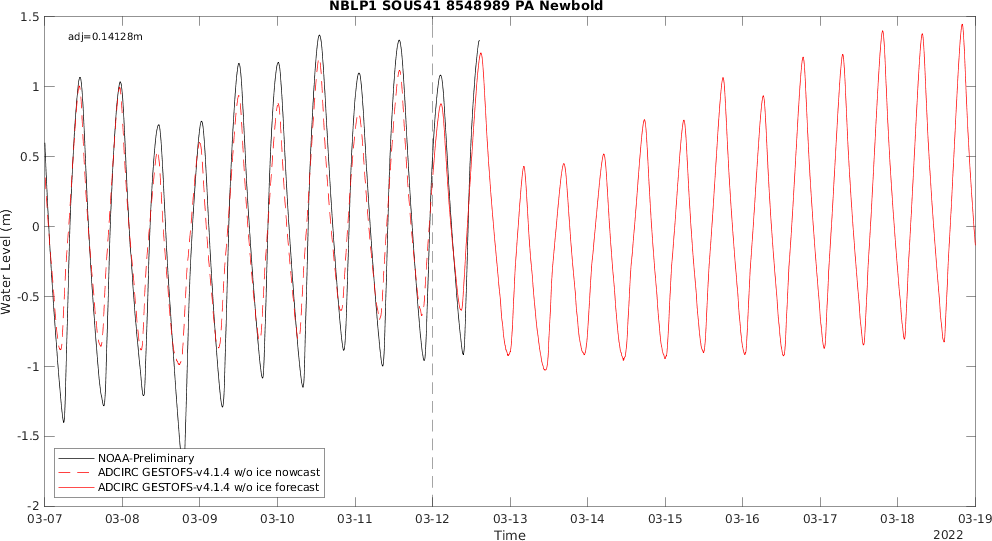 NBLP1 SOUS41 8548989 PA Newbold
adj=0.14128m
1.5
1
0.5
0
-0.5
-1
-1.5
-2
Water Level (m)
NOAA-Preliminary
ADCIRC GESTOFS-v4.1.4 w/o ice nowcast
ADCIRC GESTOFS-v4.1.4 w/o ice forecast
03-07 03-08 03-09 03-10 03-11 03-12 03-13 03-14 03-15 03-16 03-17 03-18 03-19
Time
2022